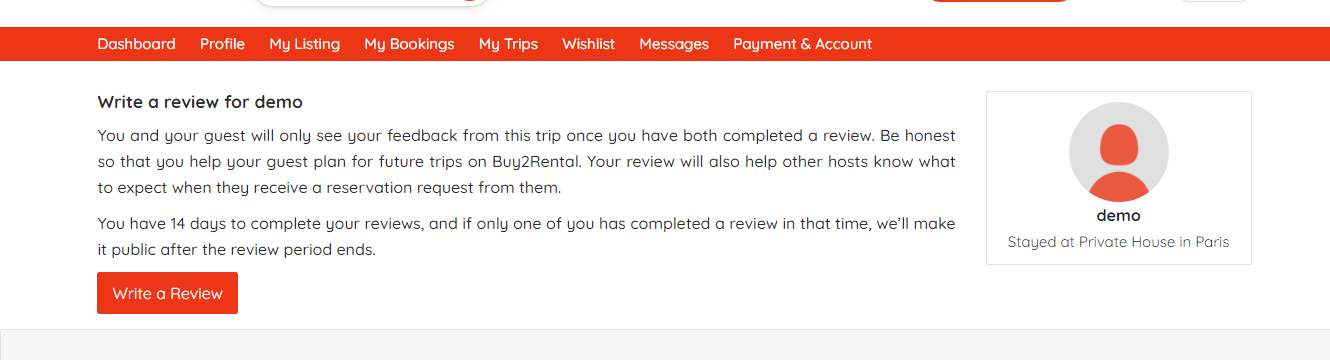 Dashboard Profile My Listing My Bookings My Trips Wishlist Messages Payment & Account
Write a review for demo
You and your guest will only see your feedback from this trip once you have both completed a review. Be honest
so that you help your guest plan for future trips on Buy2Rental. Your review will also help other hosts know what
to expect when they receive a reservation request from them.
You have 14 days to complete your reviews, and if only one of you has completed a review in that time, we’ll make
it public after the review period ends.
Write a Review
demo
Stayed at Private House in Paris